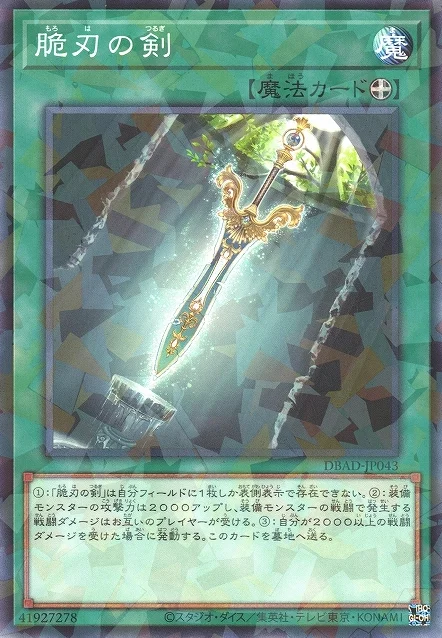 脆刃の剣
魔
【魔法カード】
DBAD-JP043
①:「脆刃の剣」は自分フィールドに1枚しか表側表示で存在できない。②:装備
モンスターの攻撃力は2000アップし、装備モンスターの戦闘で発生する
戦闘ダメージはお互いのプレイヤーが受ける。③:自分が2000以上の戦闘
ダメージを受けた場合に発動する。このカードを墓地へ送る。
41927278
©スタジオ・ダイス/集英社・テレビ東京・KONAMI